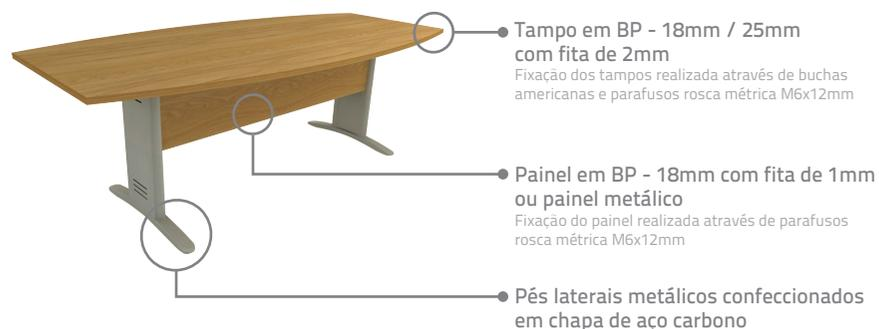 Tampo em BP - 18mm / 25mm
com fita de 2mm
Fixação dos tampos realizada através de buchas
americanas e parafusos rosca métrica M6x12mm
Painel em BP - 18mm com fita de 1mm
ou painel metálico
Fixação do painel realizada através de parafusos
rosca métrica M6x12mm
Pés laterais metálicos confeccionados
em chapa de aço carbono